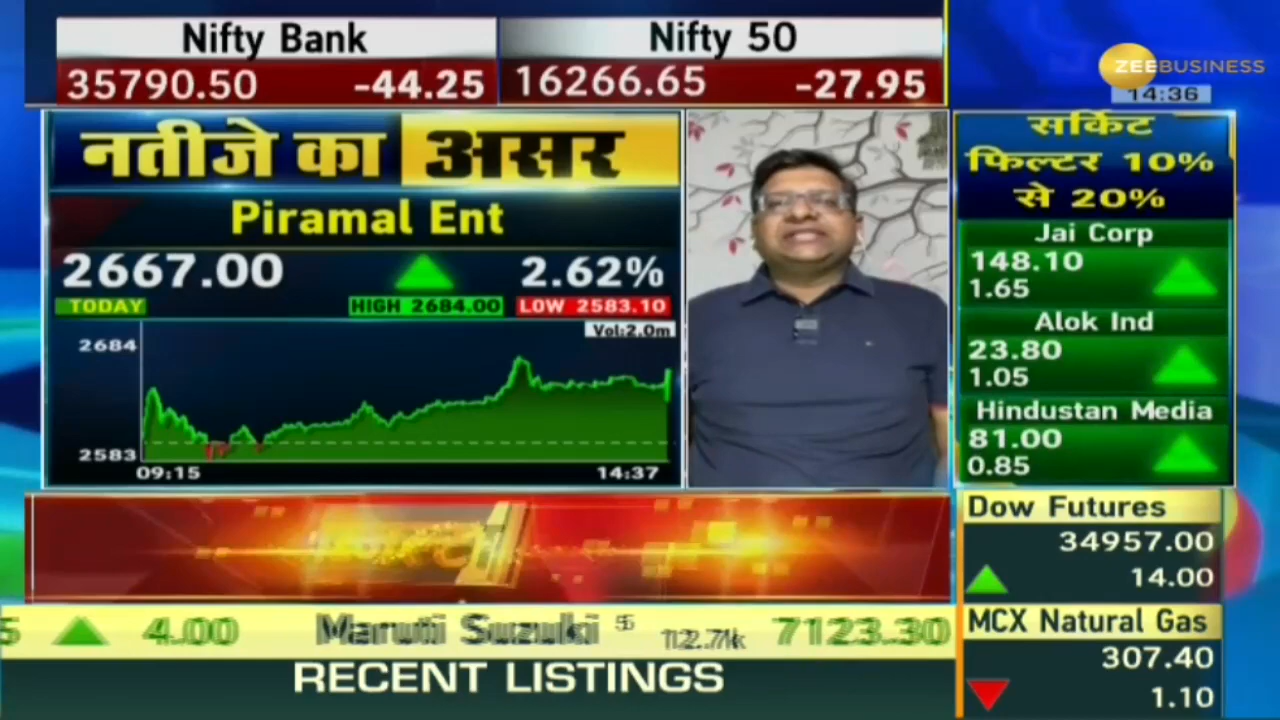 Nifty Bank
35790.50 -44.25
Nifty 50
16266.65 -27.95
ZEEBUSINESS
14:36
नतीजे का असर
Piramal Ent
2667.00 2.62%
TODAY HIGH 2684.00 LOW 2583.10
Vol:2.0m
2684
2583
09:15 14:37
सर्किट
फिल्टर 10%
से 20%
Jai Corp
148.10
1.65
Alok Ind
23.80
1.05
Hindustan Media
81.00
0.85
Dow Futures
34957.00
14.00
MCX Natural Gas
307.40
1.10
5 4.00 Maruti Suzuki 7123.30
RECENT LISTINGS